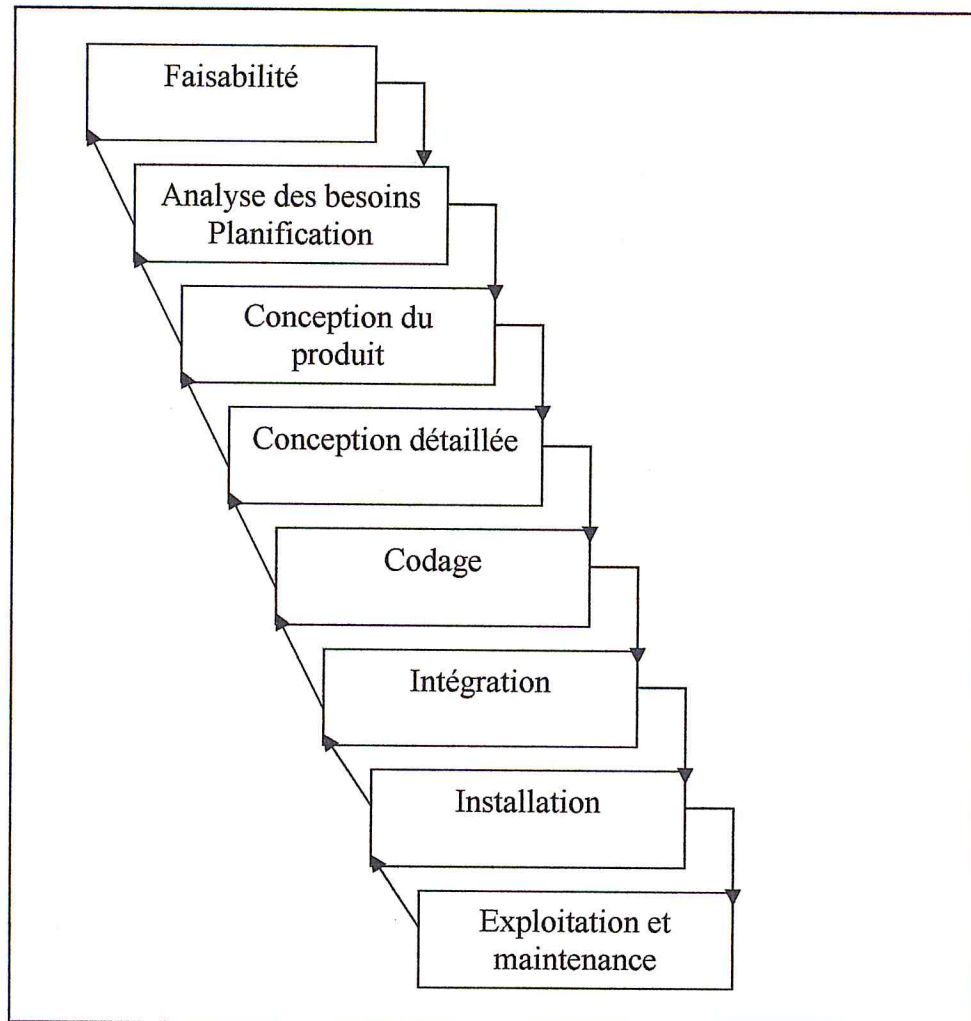 Faisabilité
Analyse des besoins
Planification
Conception du
produit
Conception détaillée
Codage
Intégration
Installation
Exploitation et
maintenance